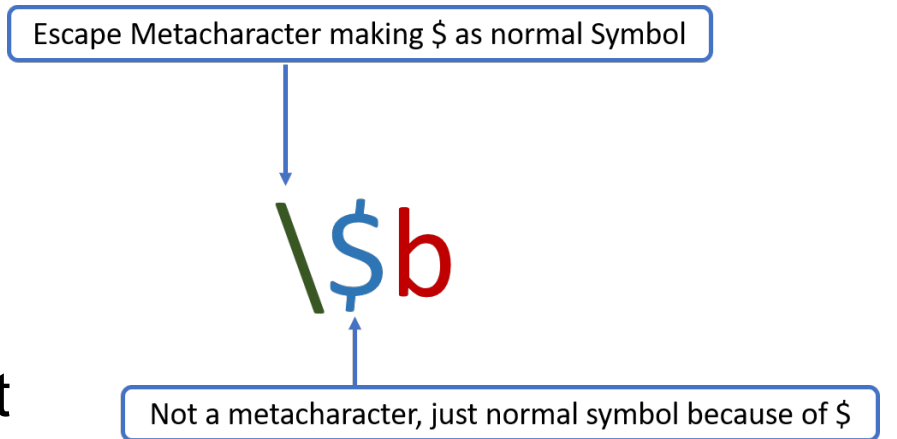 Escape Metacharacter making $ as normal Symbol
\$b
t
Not a metacharacter, just normal symbol because of $